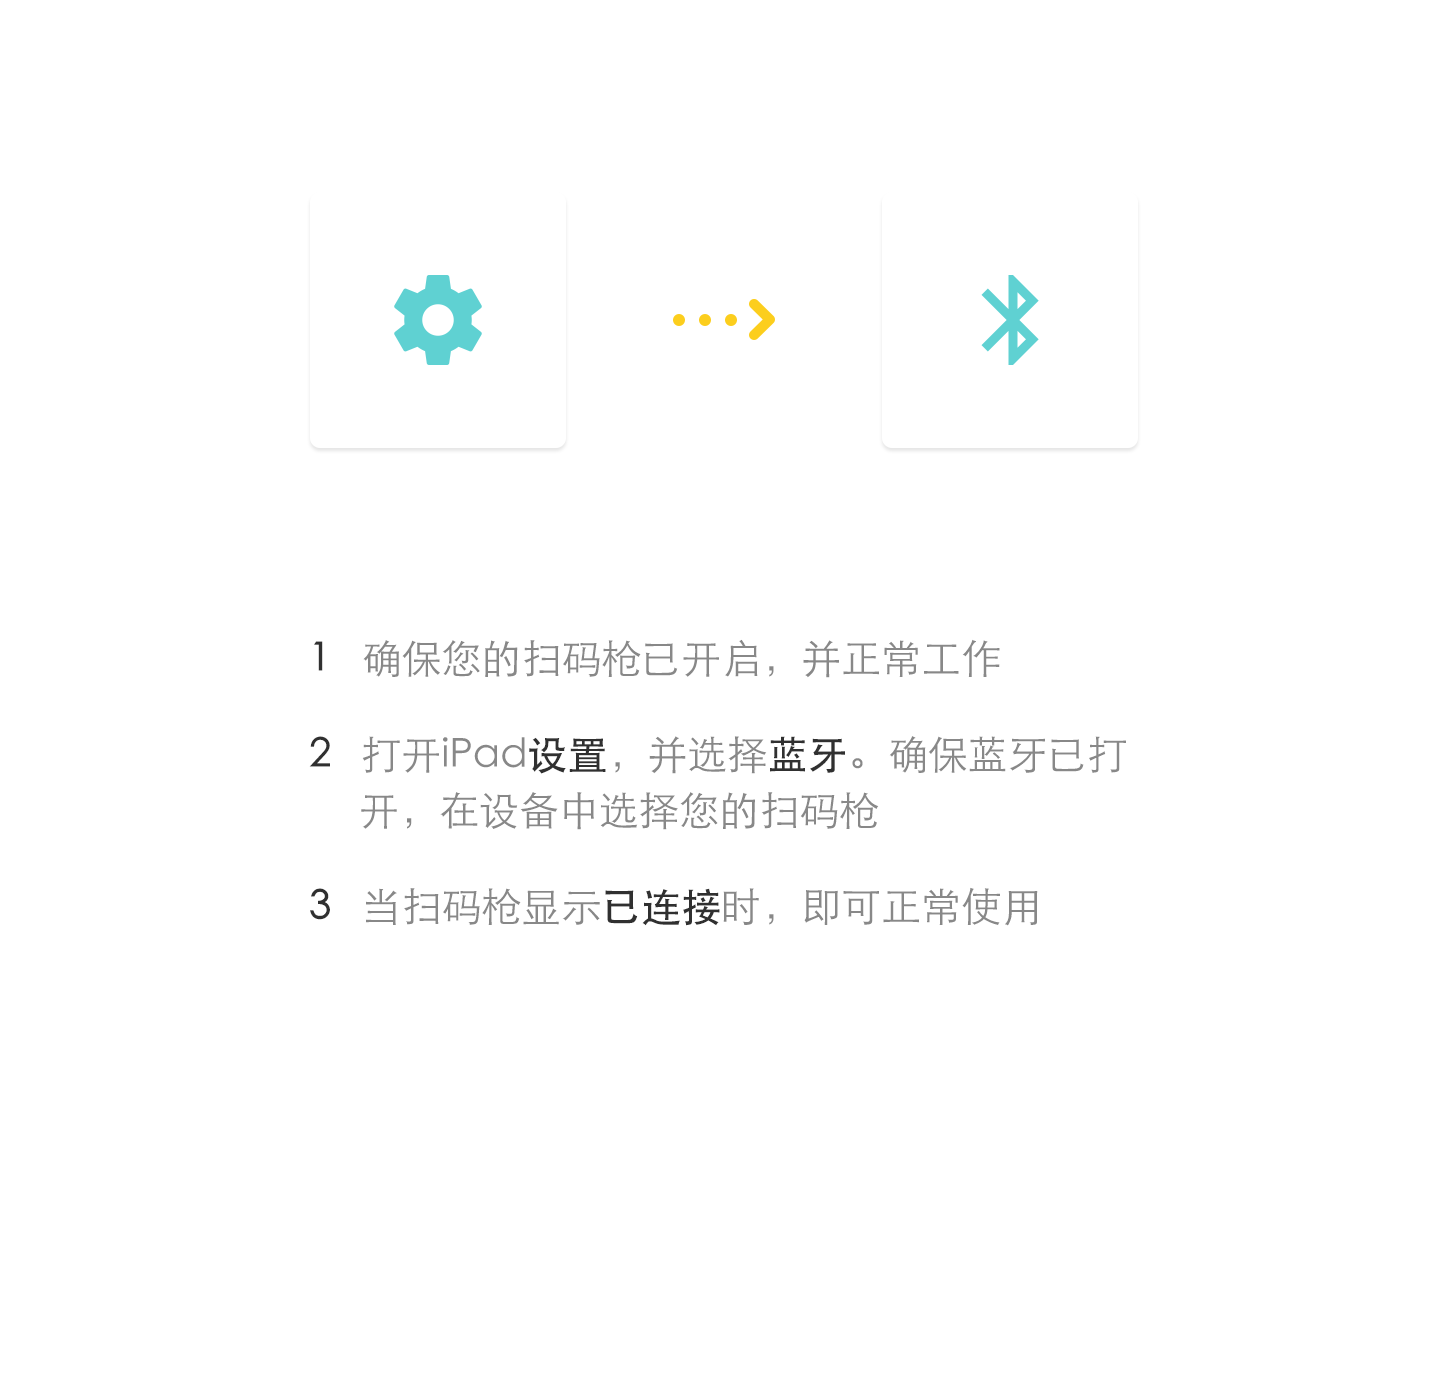 1 确保您的扫码枪已开启，并正常工作
2 打开iPad设置，并选择蓝牙。确保蓝牙已打
开，在设备中选择您的扫码枪
3 当扫码枪显示已连接时，即可正常使用